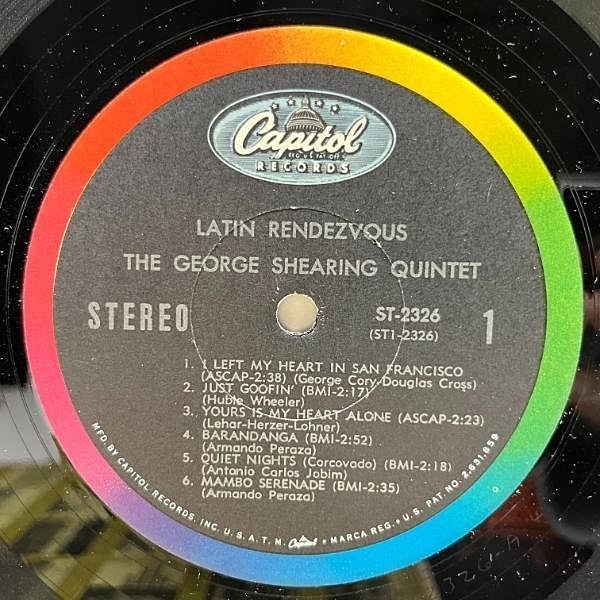 Capitol
REG. U.S. PAT. OFF.
RECORDS
LATIN RENDEZVOUS
THE GEORGE SHEARING QUINTET
STEREO
ST-2326
(ST1-2326)
1
1. I LEFT MY HEART IN SAN FRANCISCO
(ASCAP-2:38) (George Cory-Douglas Cross)
2. JUST GOOFIN' (BMI-2:17)
(Hubie Wheeler)
3. YOURS IS MY HEART ALONE (ASCAP-2:23)
(Lehar-Herzer-Lohner)
4. BARANDANGA (BMI-2:52)
(Armando Peraza)
5. QUIET NIGHTS (Corcovado) (BMI-2:18)
(Antonio Carlos Jobim)
6. MAMBO SERENADE (BMI-2:35)
(Armando Peraza)
MFD. BY CAPITOL RECORDS, INC. U.S.A. T.M. Capitol • MARCA REG. • U.S. PAT. NO. 2,631,859